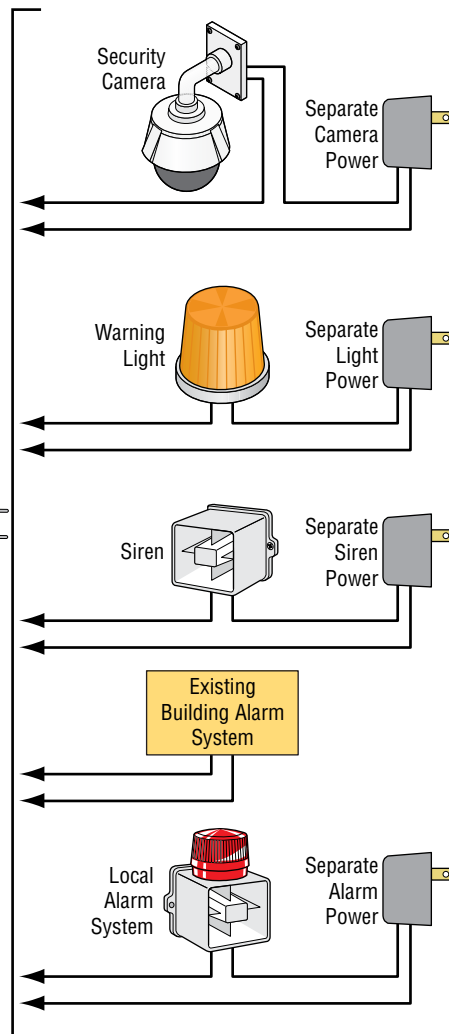 Security
Camera
Separate
Camera
Power
Warning
Light
Separate
Light
Power
Siren
Separate
Siren
Power
Existing
Building Alarm
System
Local
Alarm
System
Separate
Alarm
Power